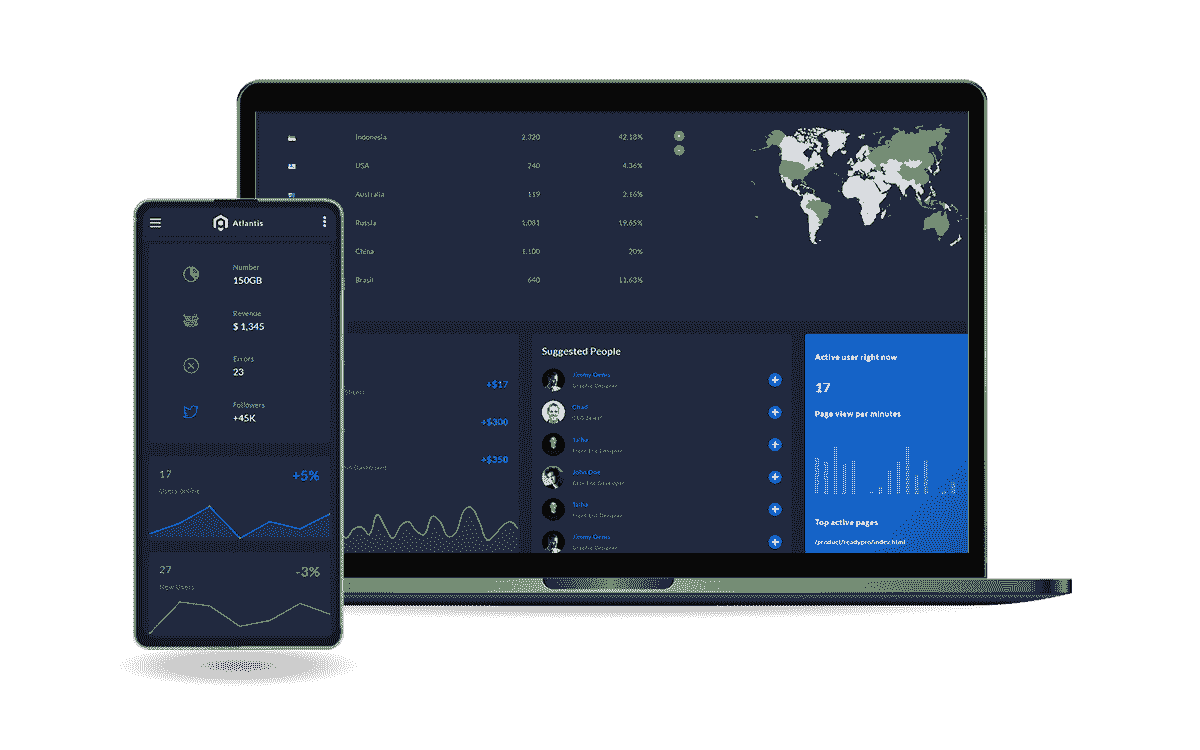 Indonesia 2.320 42.18%
USA 240 4.36%
Australia 119 2.16%
Russia 1.081 19.65%
China 1.100 20%
Brasil 640 11.63%
Atlantis
Number
150GB
Revenue
$ 1,345
Errors
23
Followers
+45K
17 +5%
Users Online
27 -3%
New Users
+$17
+$300
+$350
Suggested People
Jimmy Denis
Graphic Designer
Chad
CEO Zeleaf
Talha
Front End Designer
John Doe
Back End Developer
Talha
Front End Designer
Jimmy Denis
Graphic Designer
Active user right now
17
Page view per minutes
Top active pages
/product/readypro/index.html